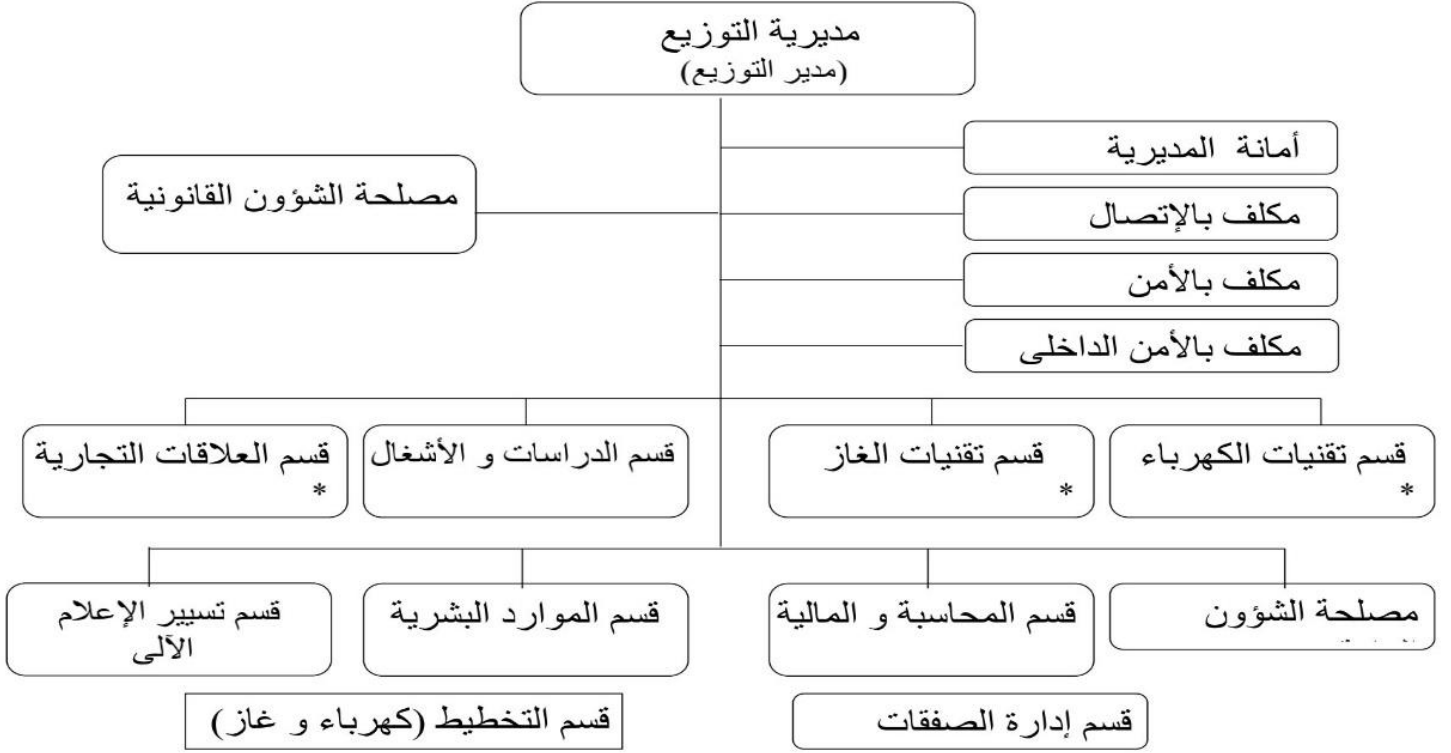 مديرية التوزيع
(مدير التوزيع)
أمانة المديرية
مصلحة الشؤون القانونية
مكلف بالإتصال
مكلف بالأمن
مكلف بالأمن الداخلى
قسم تقنيات الكهرباء
*
قسم تقنيات الغاز
*
قسم الدراسات و الأشغال
قسم العلاقات التجارية
*
مصلحة الشؤون
قسم المحاسبة و المالية
قسم الموارد البشرية
قسم تسيير الإعلام
الآلى
قسم إدارة الصفقات
قسم التخطيط (كهرباء و غاز)